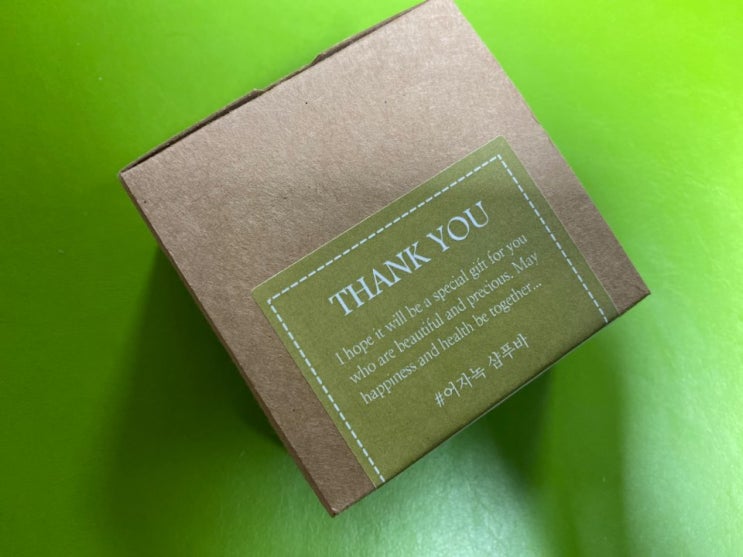 THANK YOU
I hope it will be a special gift for you
who are beautiful and precious. May
happiness and health be together...
#어자녹 샴푸바